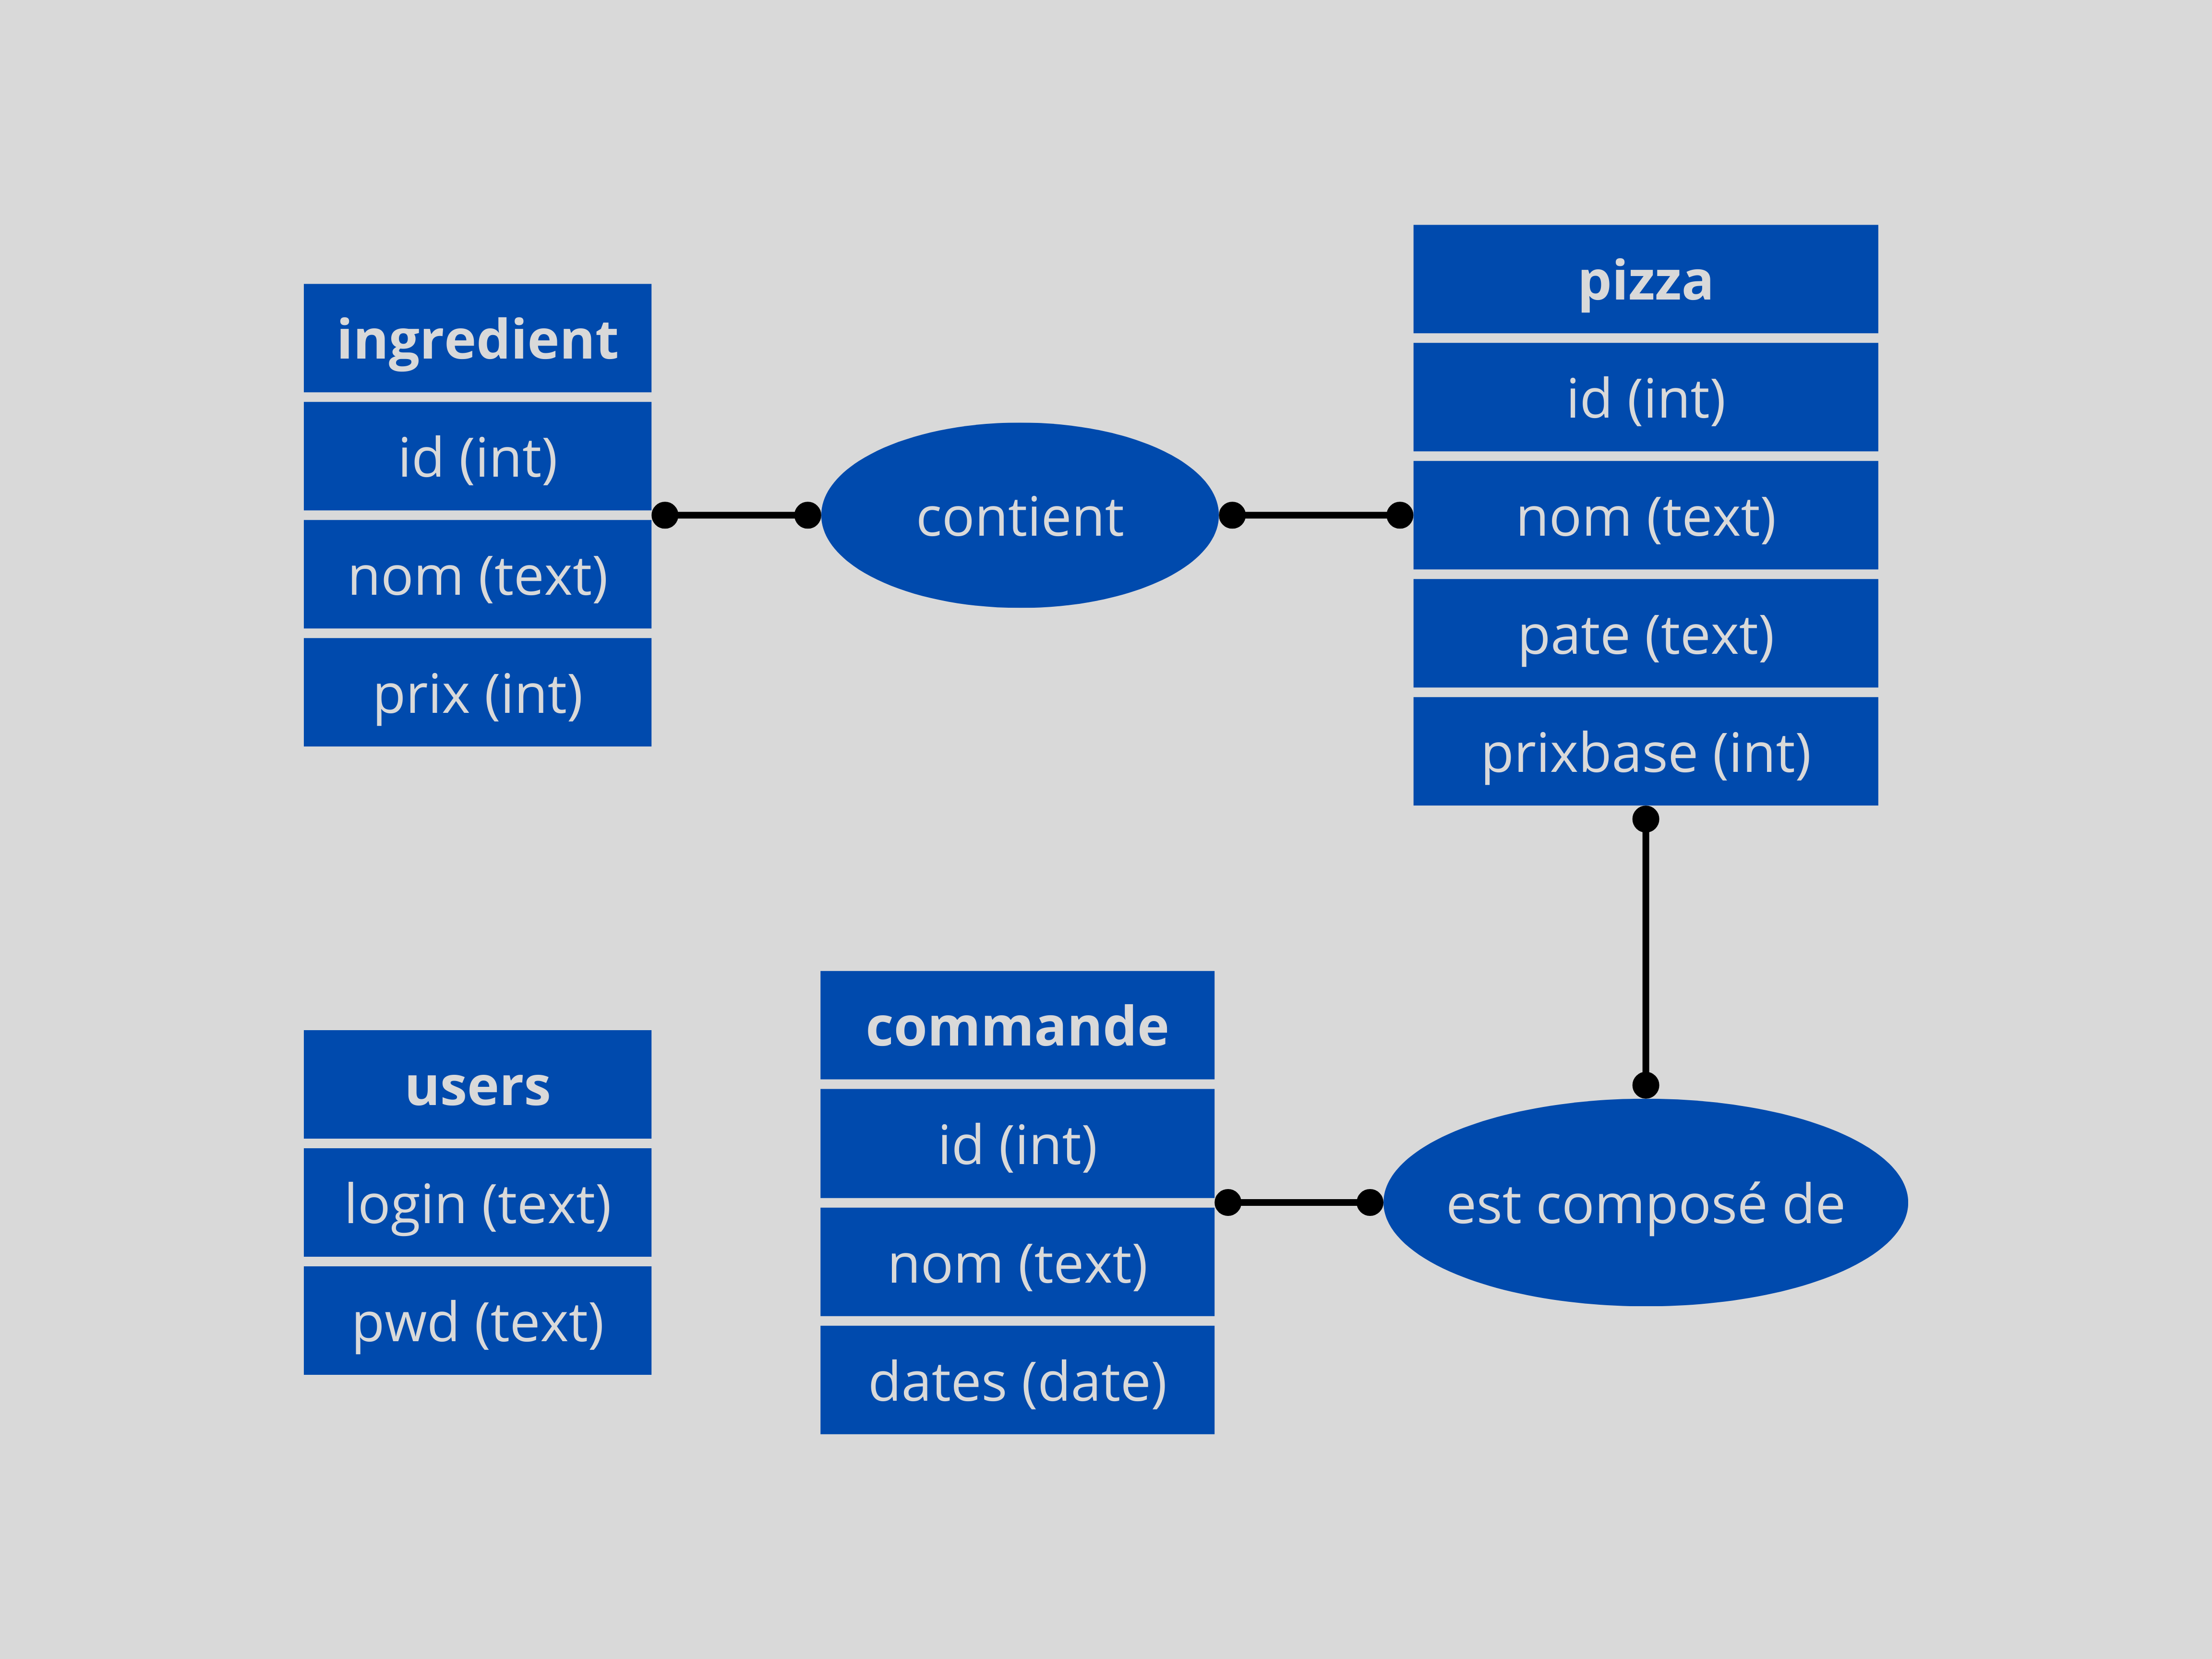 ingredient
id (int)
nom (text)
prix (int)
contient
pizza
id (int)
nom (text)
pate (text)
prixbase (int)
users
login (text)
pwd (text)
commande
id (int)
nom (text)
dates (date)
est composé de